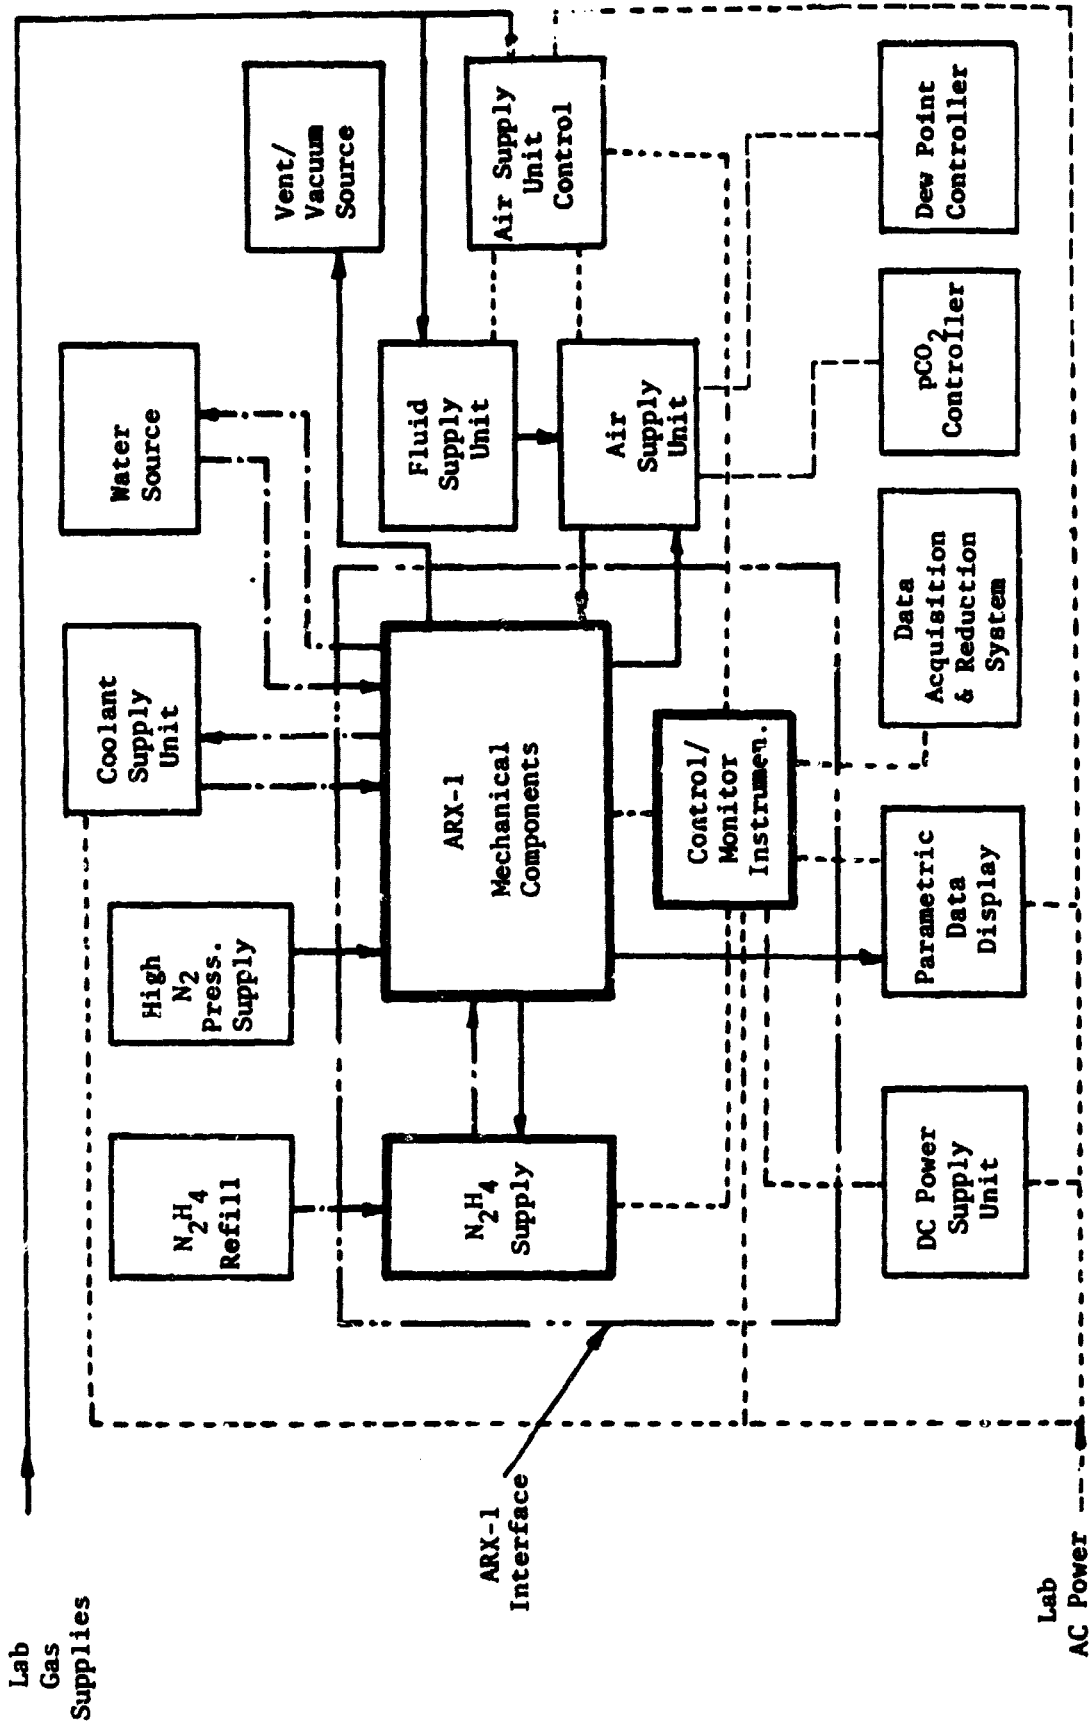 Lab
Gas
Supplies
N2H4
Refill
High
N2
Press.
Supply
Coolant
Supply
Unit
Water
Source
Vent/
Vacuum
Source
N2H4
Supply
ARX-1
Mechanical
Components
Fluid
Supply
Unit
Air
Supply
Unit
Air Supply
Unit
Control
Control/
Monitor
Instrumen.
ARX-1
Interface
DC Power
Supply
Unit
Parametric
Data
Display
Data
Acquisition
& Reduction
System
pCO2
Controller
Dew Point
Controller
Lab
AC Power